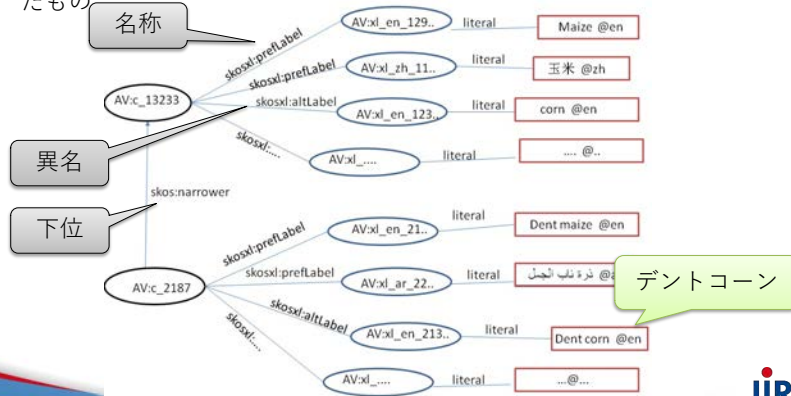 たもの
名称
AV:xl_en_129..
literal
Maize @en
skosxl:prefLabel
AV:xl_zh_11..
literal
玉米 @zh
skosxl:prefLabel
AV:c_13233
skosxl:altLabel
AV:xl_en_123..
literal
corn @en
skosxl:....
AV:xl_....
literal
.... @..
異名
skos:narrower
下位
AV:xl_en_21..
literal
Dent maize @en
skosxl:prefLabel
AV:c_2187
skosxl:prefLabel
AV:xl_ar_22..
literal
ذرة ناب الجمل @a
デントコーン
skosxl:altLabel
AV:xl_en_213..
literal
Dent corn @en
skosxl:....
AV:xl_....
literal
...@...